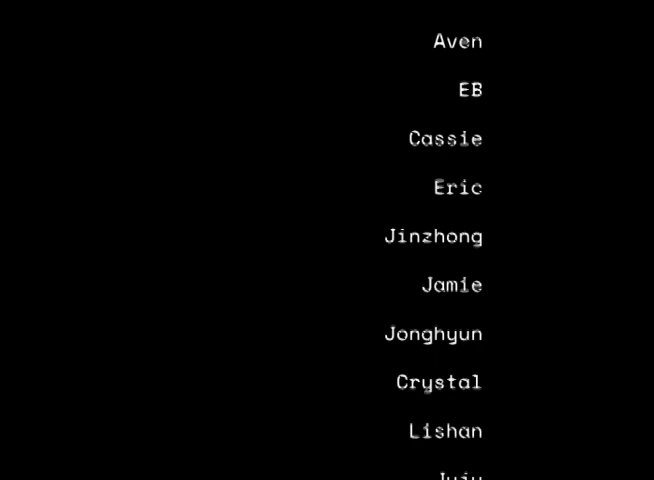 Aven
EB
Cassie
Eric
Jinzhong
Jamie
Jonghyun
Crystal
Lishan